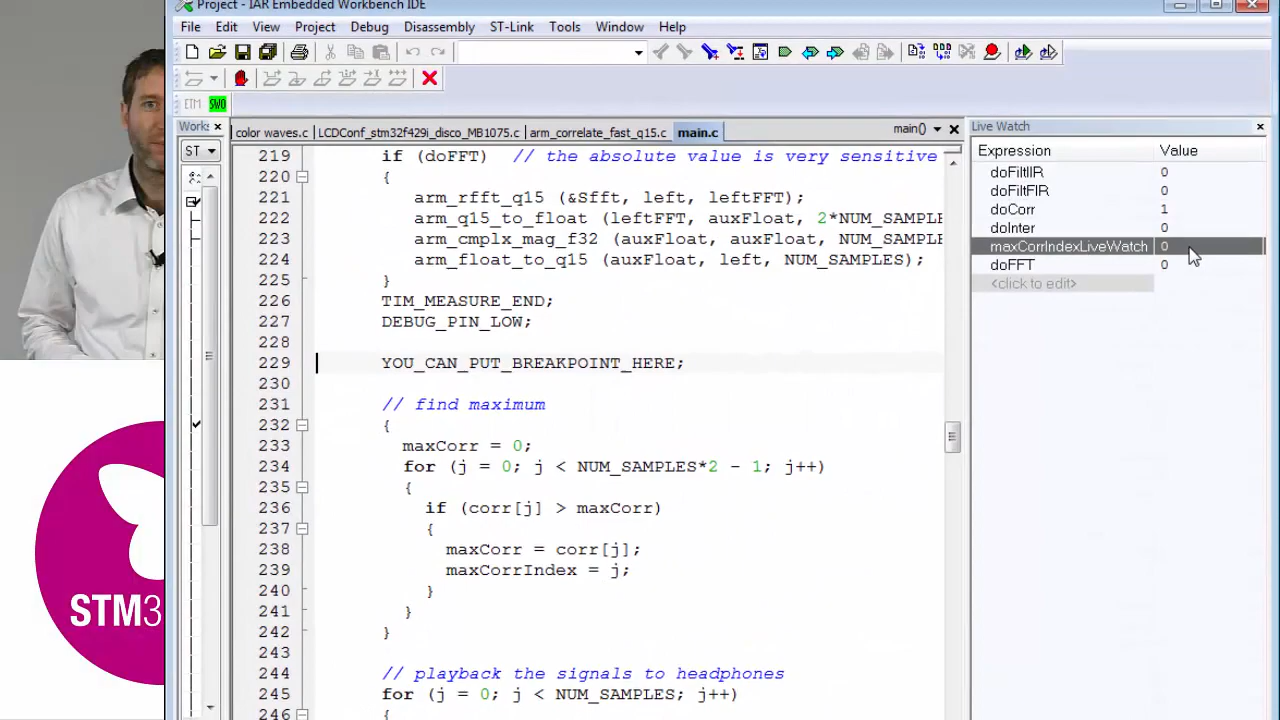 Project - IAR Embedded Workbench IDE
File Edit View Project Debug Disassembly ST-Link Tools Window Help
ETM SWO
Works ×
color waves.c LCDConf_stm32f429i_disco_MB1075.c arm_correlate_fast_q15.c main.c main()
ST
219 if (doFFT) // the absolute value is very sensitive
220 {
221 arm_rfft_q15 (&Sfft, left, leftFFT);
222 arm_q15_to_float (leftFFT, auxFloat, 2*NUM_SAMPLE
223 arm_cmplx_mag_f32 (auxFloat, auxFloat, NUM_SAMPLE
224 arm_float_to_q15 (auxFloat, left, NUM_SAMPLES);
225 }
226 TIM_MEASURE_END;
227 DEBUG_PIN_LOW;
228
229 YOU_CAN_PUT_BREAKPOINT_HERE;
230
231 // find maximum
232 {
233 maxCorr = 0;
234 for (j = 0; j < NUM_SAMPLES*2 - 1; j++)
235 {
236 if (corr[j] > maxCorr)
237 {
238 maxCorr = corr[j];
239 maxCorrIndex = j;
240 }
241 }
242 }
243
244 // playback the signals to headphones
245 for (j = 0; j < NUM_SAMPLES; j++)
246 {
Live Watch
Expression Value
doFiltIIR 0
doFiltFIR 0
doCorr 1
doInter 0
maxCorrIndexLiveWatch 0
doFFT 0
<click to edit>
STM3